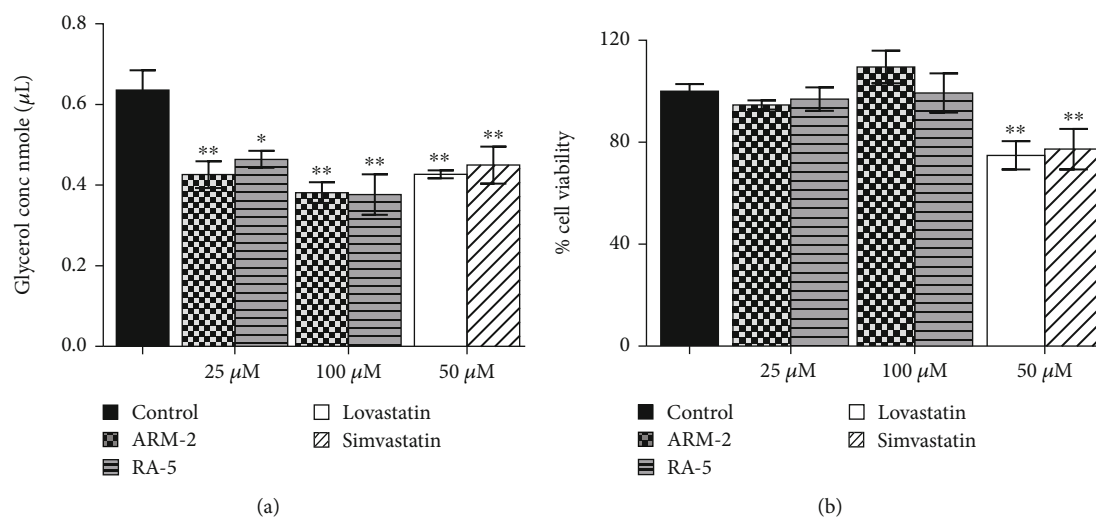 0.8
0.6
0.4
0.2
0.0
Glycerol conc nmole (μL)
**
*
**
**
**
**
25 μM
100 μM
50 μM
Control
ARM-2
RA-5
Lovastatin
Simvastatin
(a)
120
80
40
0
% cell viability
**
**
25 μM
100 μM
50 μM
Control
ARM-2
RA-5
Lovastatin
Simvastatin
(b)